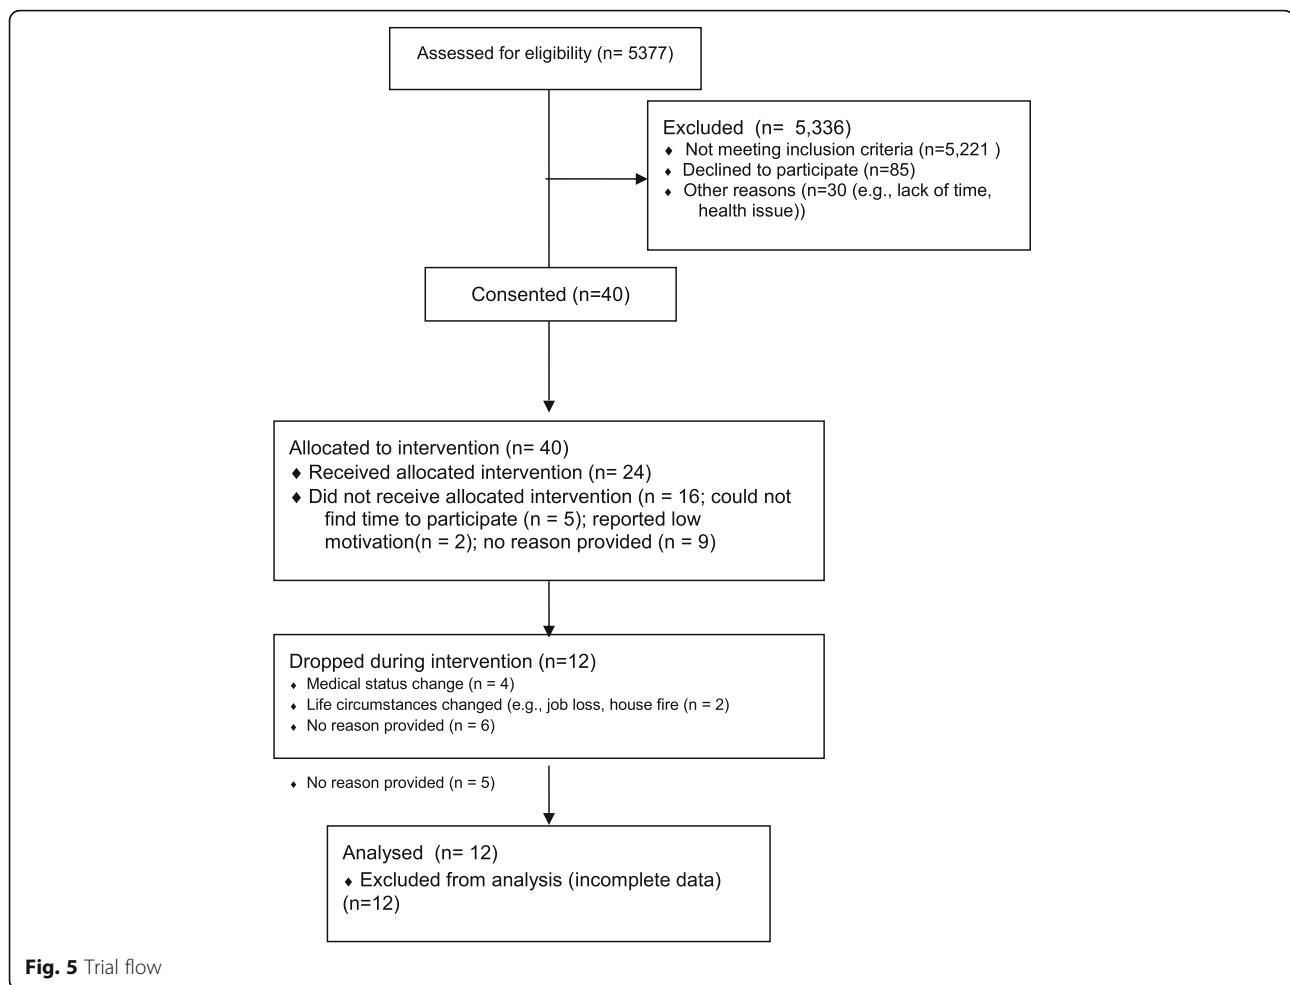 Assessed for eligibility (n= 5377)
Excluded (n= 5,336)
♦ Not meeting inclusion criteria (n=5,221 )
♦ Declined to participate (n=85)
♦ Other reasons (n=30 (e.g., lack of time,
health issue))
Consented (n=40)
Allocated to intervention (n= 40)
♦ Received allocated intervention (n= 24)
♦ Did not receive allocated intervention (n = 16; could not
find time to participate (n = 5); reported low
motivation(n = 2); no reason provided (n = 9)
Dropped during intervention (n=12)
♦ Medical status change (n = 4)
♦ Life circumstances changed (e.g., job loss, house fire (n = 2)
♦ No reason provided (n = 6)
♦ No reason provided (n = 5)
Analysed (n= 12)
♦ Excluded from analysis (incomplete data)
(n=12)
Fig. 5 Trial flow